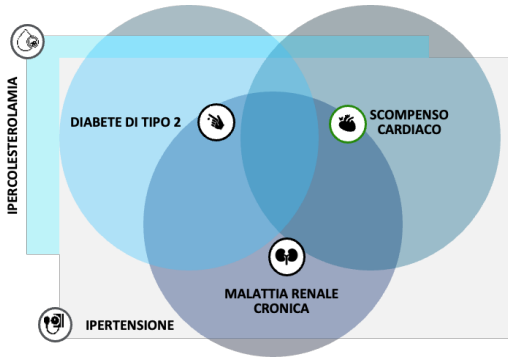 IPERCOLESTEROLAMIA
DIABETE DI TIPO 2
SCOMPENSO
CARDIACO
MALATTIA RENALE
CRONICA
IPERTENSIONE